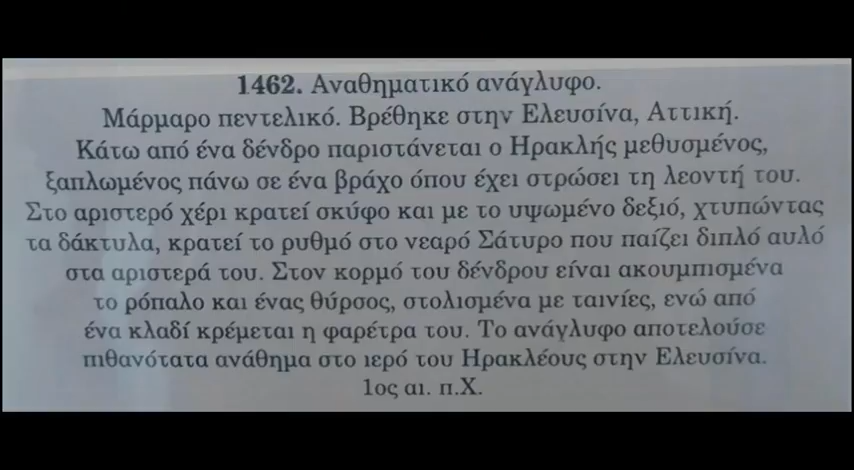 1462. Αναθηματικό ανάγλυφο.
Μάρμαρο πεντελικό. Βρέθηκε στην Ελευσίνα, Αττική.
Κάτω από ένα δένδρο παριστάνεται ο Ηρακλής μεθυσμένος,
ξαπλωμένος πάνω σε ένα βράχο όπου έχει στρώσει τη λεοντή του.
Στο αριστερό χέρι κρατεί σκύφο και με το υψωμένο δεξιό, χτυπώντας
τα δάκτυλα, κρατεί το ρυθμό στο νεαρό Σάτυρο που παίζει διπλό αυλό
στα αριστερά του. Στον κορμό του δένδρου είναι ακουμπισμένα
το ρόπαλο και ένας θύρσος, στολισμένα με ταινίες, ενώ από
ένα κλαδί κρέμεται η φαρέτρα του. Το ανάγλυφο αποτελούσε
πιθανότατα ανάθημα στο ιερό του Ηρακλέους στην Ελευσίνα.
1ος αι. π.Χ.